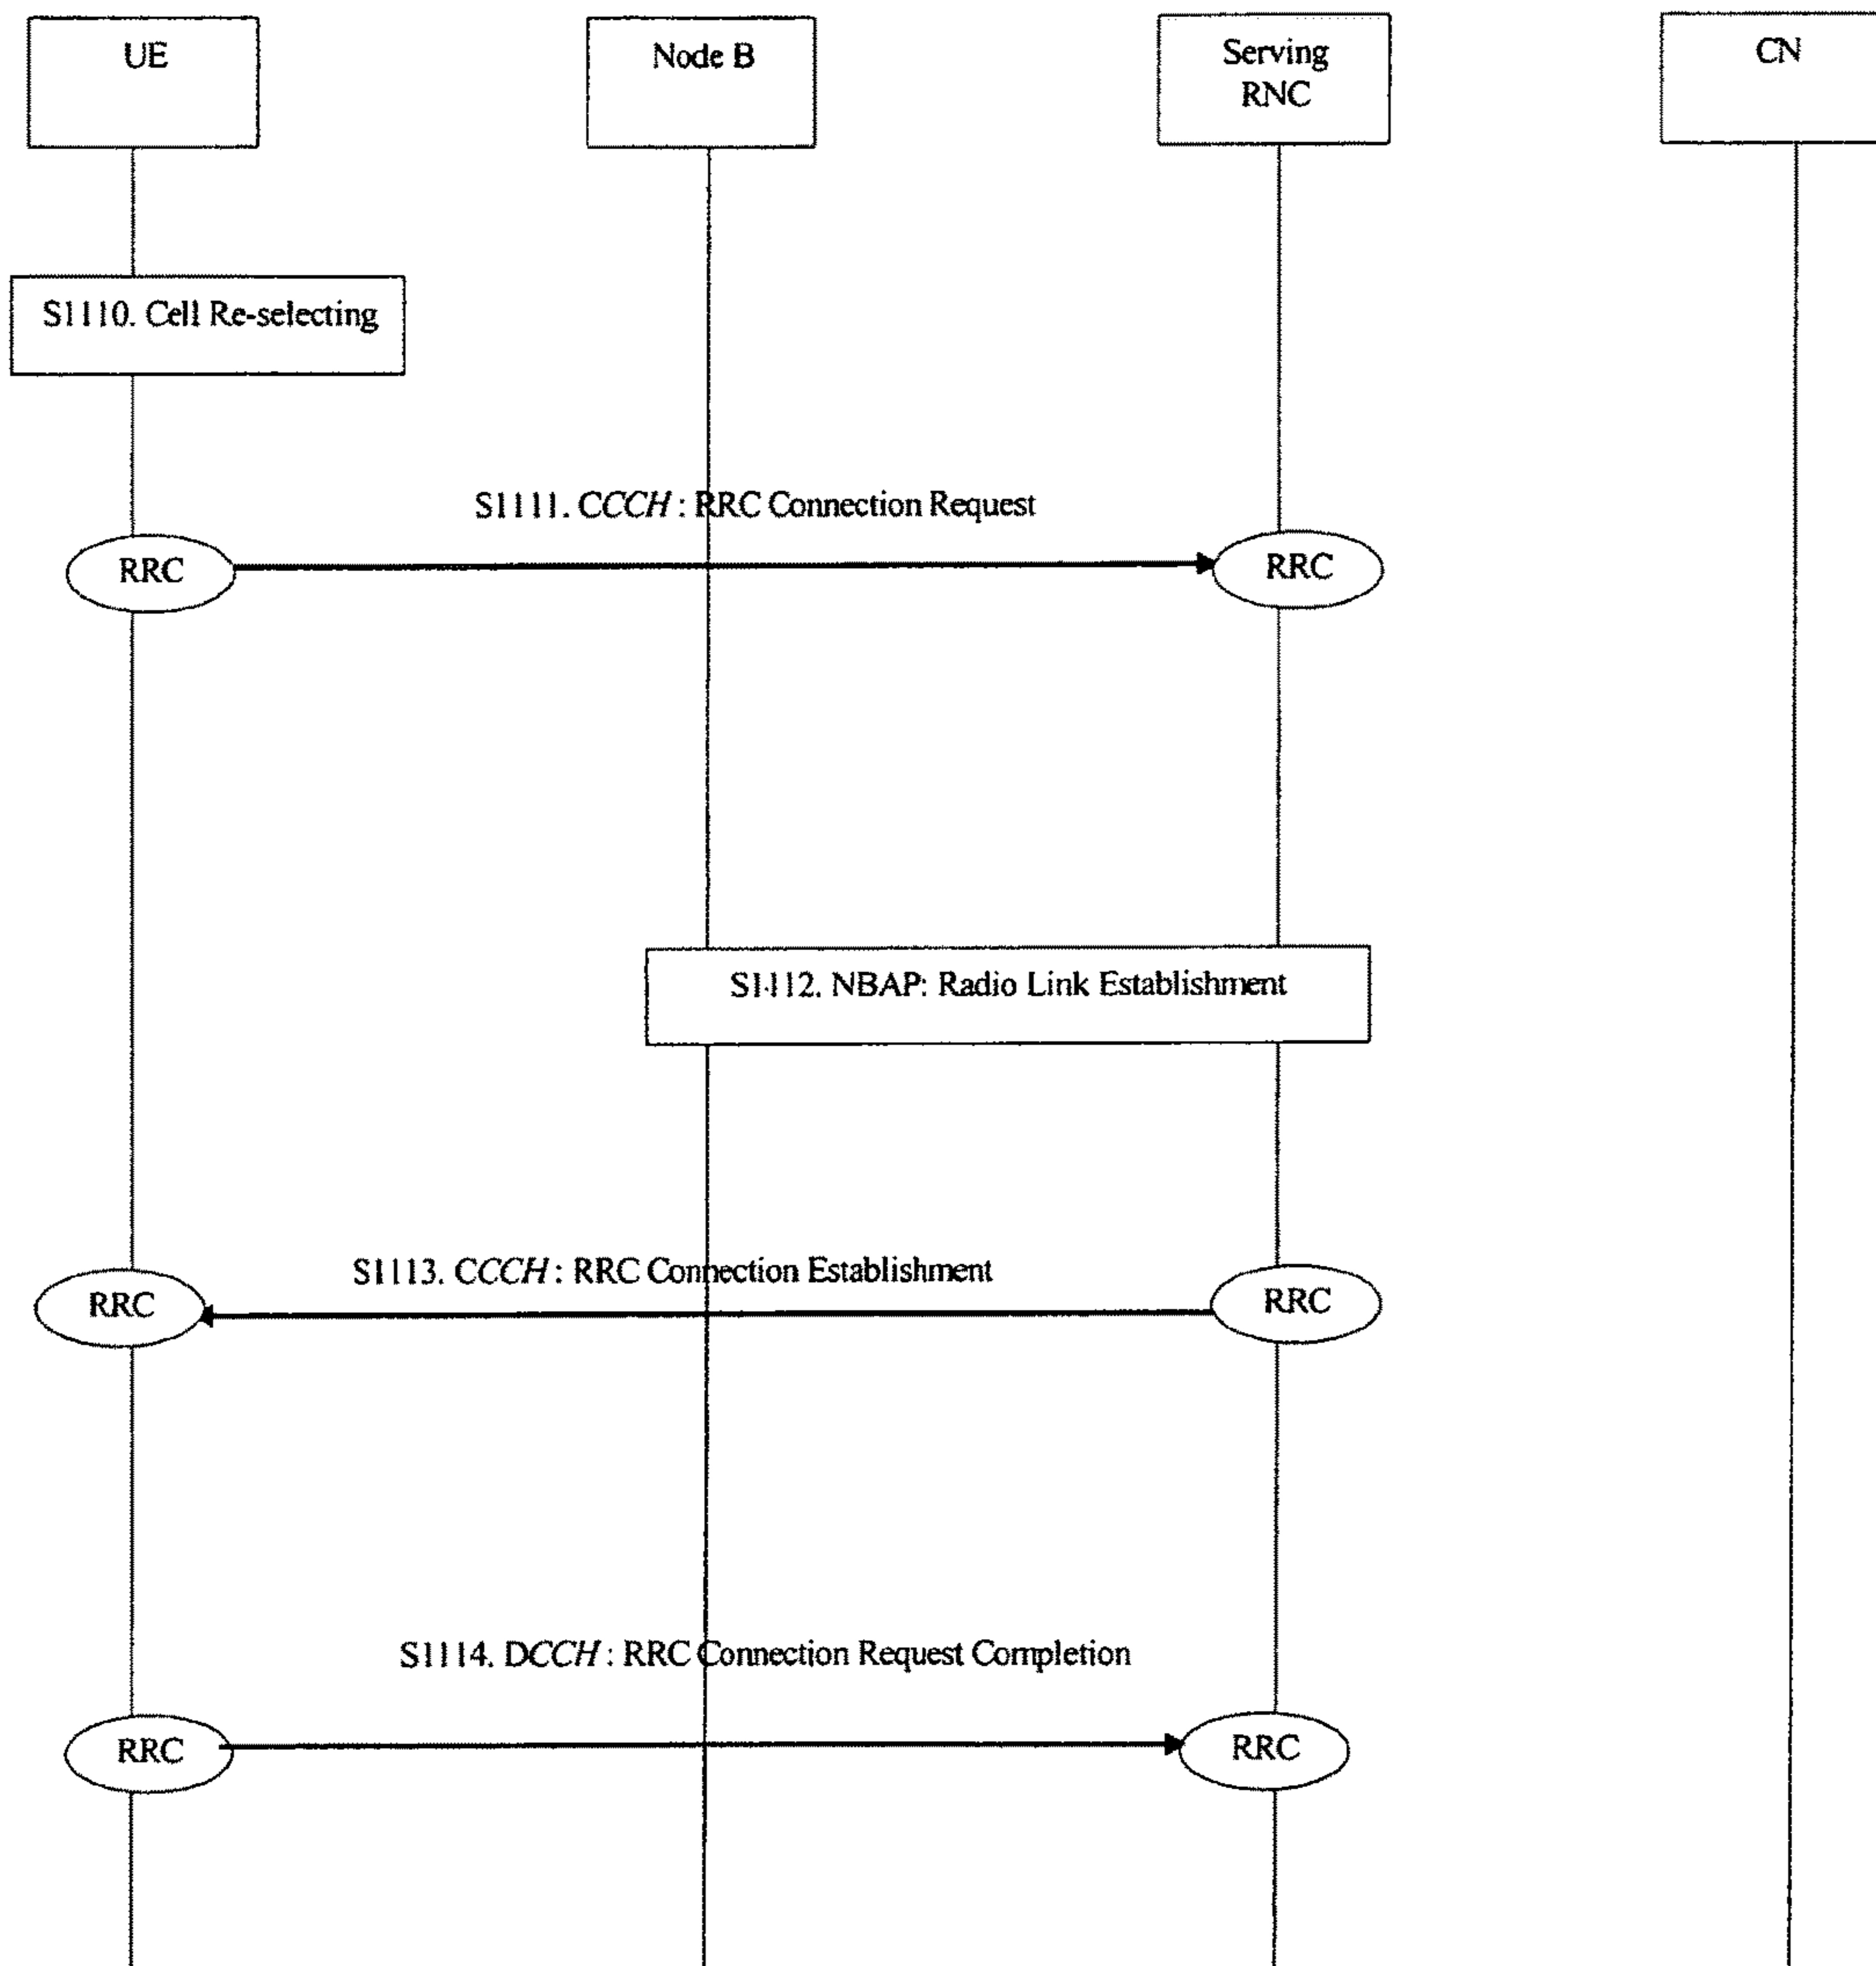 UE
Node B
Serving
RNC
CN
S1110. Cell Re-selecting
S1111. CCCH : RRC Connection Request
RRC
RRC
S1112. NBAP: Radio Link Establishment
S1113. CCCH : RRC Connection Establishment
RRC
RRC
S1114. DCCH : RRC Connection Request Completion
RRC
RRC